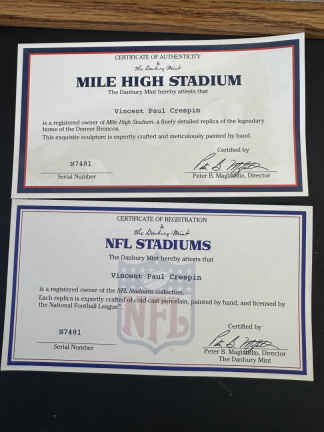 CERTIFICATE OF AUTHENTICITY
The Danbury Mint
MILE HIGH STADIUM
The Danbury Mint hereby attests that
Vincent Paul Crespin
is a registered owner of Mile High Stadium, a finely detailed replica of the legendary
home of the Denver Broncos.
This exquisite sculpture is expertly crafted and meticulously painted by hand.
Certified by
N7481
Serial Number
Peter B. Maglathlin, Director
CERTIFICATE OF REGISTRATION
The Danbury Mint
NFL STADIUMS
The Danbury Mint hereby attests that
Vincent Paul Crespin
is a registered owner of the NFL Stadiums collection.
Each replica is expertly crafted of cold-cast porcelain, painted by hand, and licensed by
the National Football League.
NFL
Certified by
N7481
Serial Number
Peter B. Maglathlin, Director
The Danbury Mint